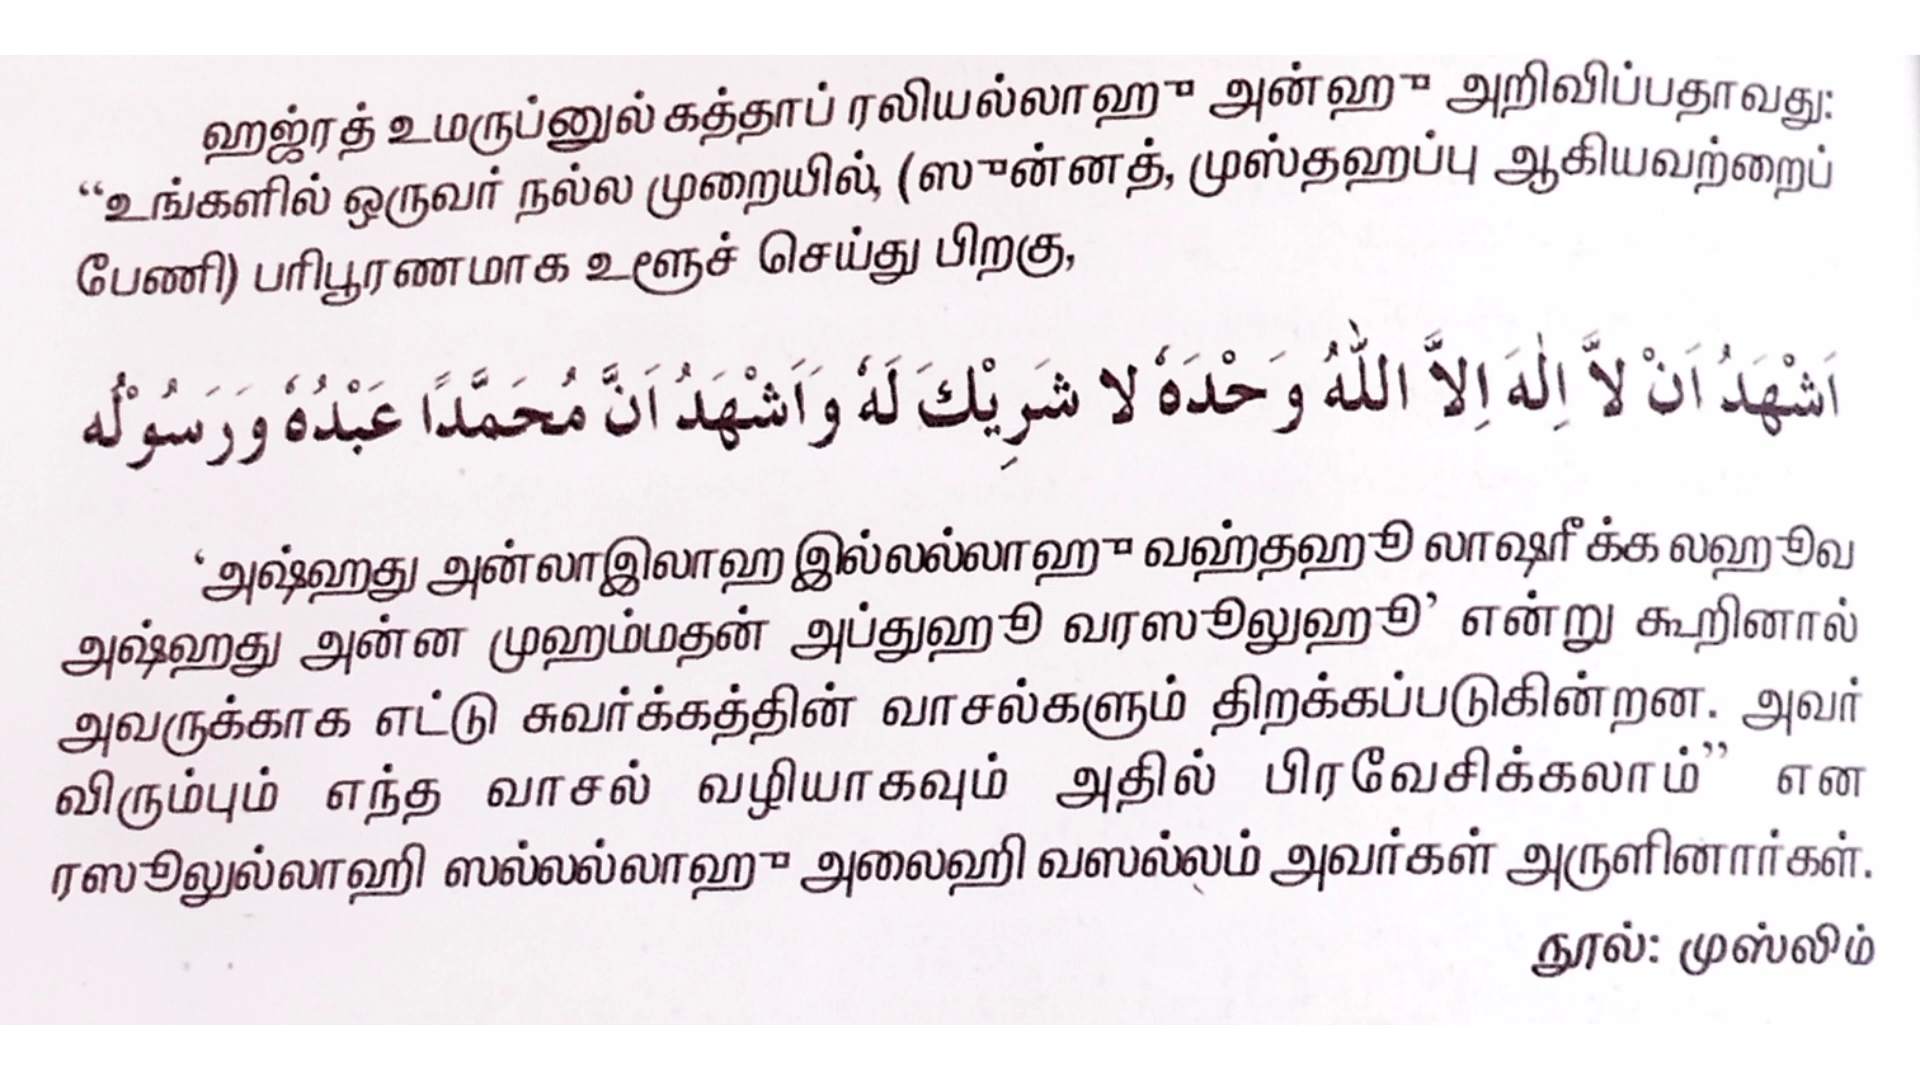 ஹஜ்ரத் உமருப்னுல் கத்தாப் ரலியல்லாஹு அன்ஹு அறிவிப்பதாவது:
“உங்களில் ஒருவர் நல்ல முறையில், (ஸுன்னத், முஸ்தஹப்பு ஆகியவற்றைப்
பேணி) பரிபூரணமாக உளூச் செய்து பிறகு,
اَشْهَدُ اَنْ لاَّ اِلٰهَ اِلاَّ اللّٰهُ وَحْدَهٗ لا شَرِيْكَ لَهٗ وَاَشْهَدُ اَنَّ مُحَمَّدًا عَبْدُهٗ وَرَسُوْلُه
‘அஷ்ஹது அன்லாஇலாஹ இல்லல்லாஹு வஹ்தஹூ லாஷரீக்க லஹூவ
அஷ்ஹது அன்ன முஹம்மதன் அப்துஹூ வரஸூலுஹூ’ என்று கூறினால்
அவருக்காக எட்டு சுவர்க்கத்தின் வாசல்களும் திறக்கப்படுகின்றன. அவர்
விரும்பும் எந்த வாசல் வழியாகவும் அதில் பிரவேசிக்கலாம்” என
ரஸூலுல்லாஹி ஸல்லல்லாஹு அலைஹி வஸல்லம் அவர்கள் அருளினார்கள்.
நூல்: முஸ்லிம்